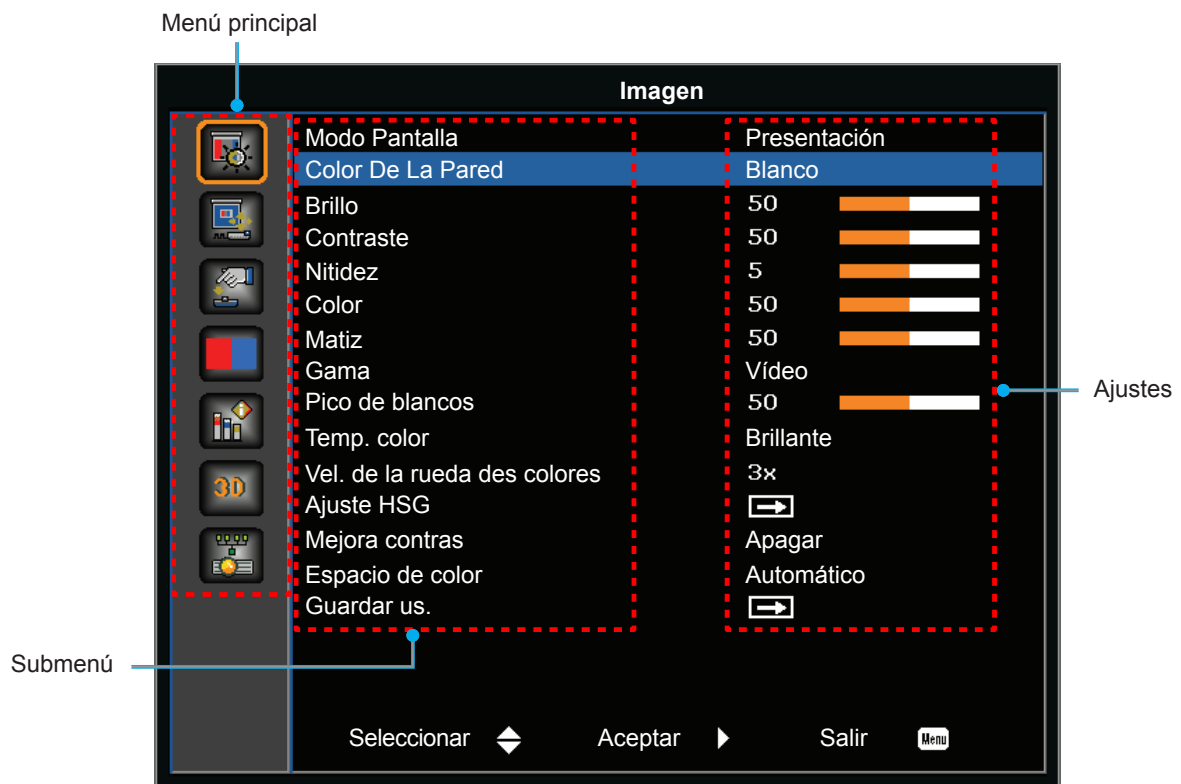 Menú principal
Imagen
Modo Pantalla Presentación
Color De La Pared Blanco
Brillo 50
Contraste 50
Nitidez 5
Color 50
Matiz 50
Gama Vídeo
Pico de blancos 50
Temp. color Brillante
Vel. de la rueda des colores 3x
Ajuste HSG
Mejora contras Apagar
Espacio de color Automático
Guardar us.
Ajustes
Submenú
Seleccionar Aceptar Salir Menu
3D